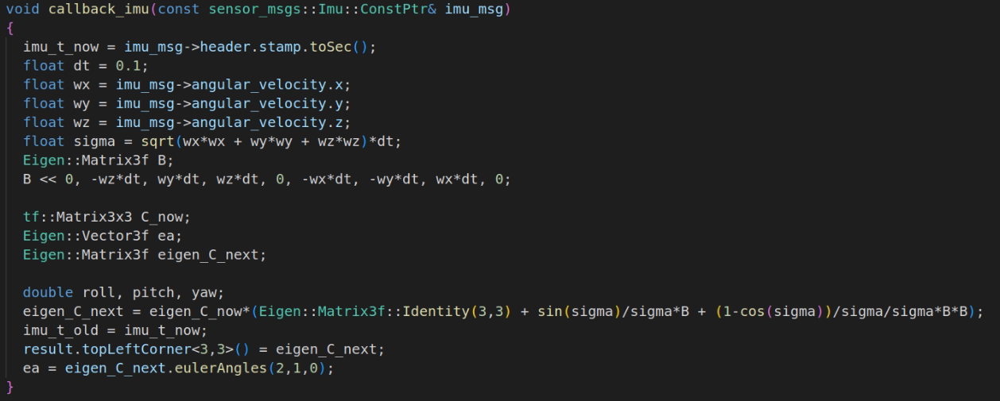 void callback_imu(const sensor_msgs::Imu::ConstPtr& imu_msg)
{
  imu_t_now = imu_msg->header.stamp.toSec();
  float dt = 0.1;
  float wx = imu_msg->angular_velocity.x;
  float wy = imu_msg->angular_velocity.y;
  float wz = imu_msg->angular_velocity.z;
  float sigma = sqrt(wx*wx + wy*wy + wz*wz)*dt;
  Eigen::Matrix3f B;
  B << 0, -wz*dt, wy*dt, wz*dt, 0, -wx*dt, -wy*dt, wx*dt, 0;
  tf::Matrix3x3 C_now;
  Eigen::Vector3f ea;
  Eigen::Matrix3f eigen_C_next;
  double roll, pitch, yaw;
  eigen_C_next = eigen_C_now*(Eigen::Matrix3f::Identity(3,3) + sin(sigma)/sigma*B + (1-cos(sigma))/sigma/sigma*B*B);
  imu_t_old = imu_t_now;
  result.topLeftCorner<3,3>() = eigen_C_next;
  ea = eigen_C_next.eulerAngles(2,1,0);
}